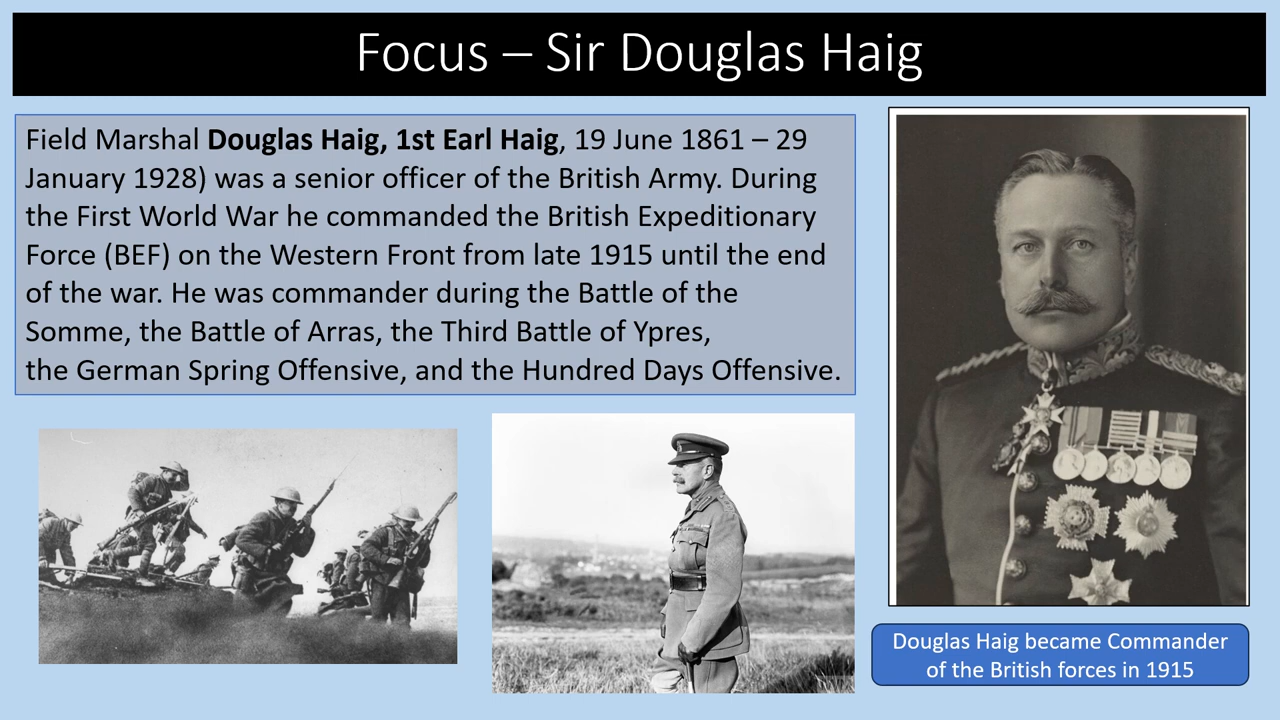 Focus – Sir Douglas Haig
Field Marshal Douglas Haig, 1st Earl Haig, 19 June 1861 – 29
January 1928) was a senior officer of the British Army. During
the First World War he commanded the British Expeditionary
Force (BEF) on the Western Front from late 1915 until the end
of the war. He was commander during the Battle of the
Somme, the Battle of Arras, the Third Battle of Ypres,
the German Spring Offensive, and the Hundred Days Offensive.
Douglas Haig became Commander
of the British forces in 1915